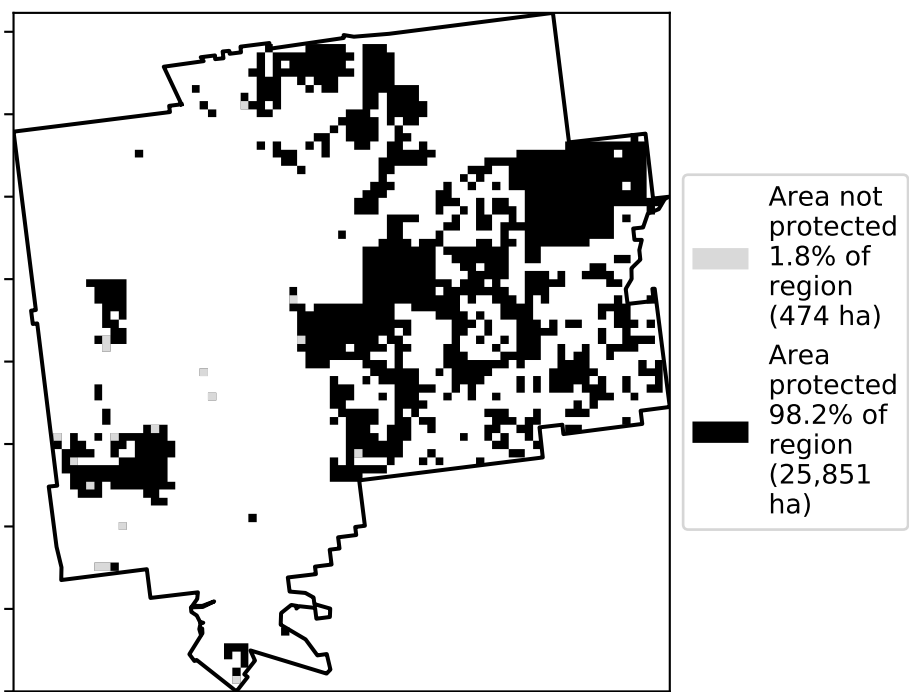 Area not
protected
1.8% of
region
(474 ha)
Area
protected
98.2% of
region
(25,851
ha)